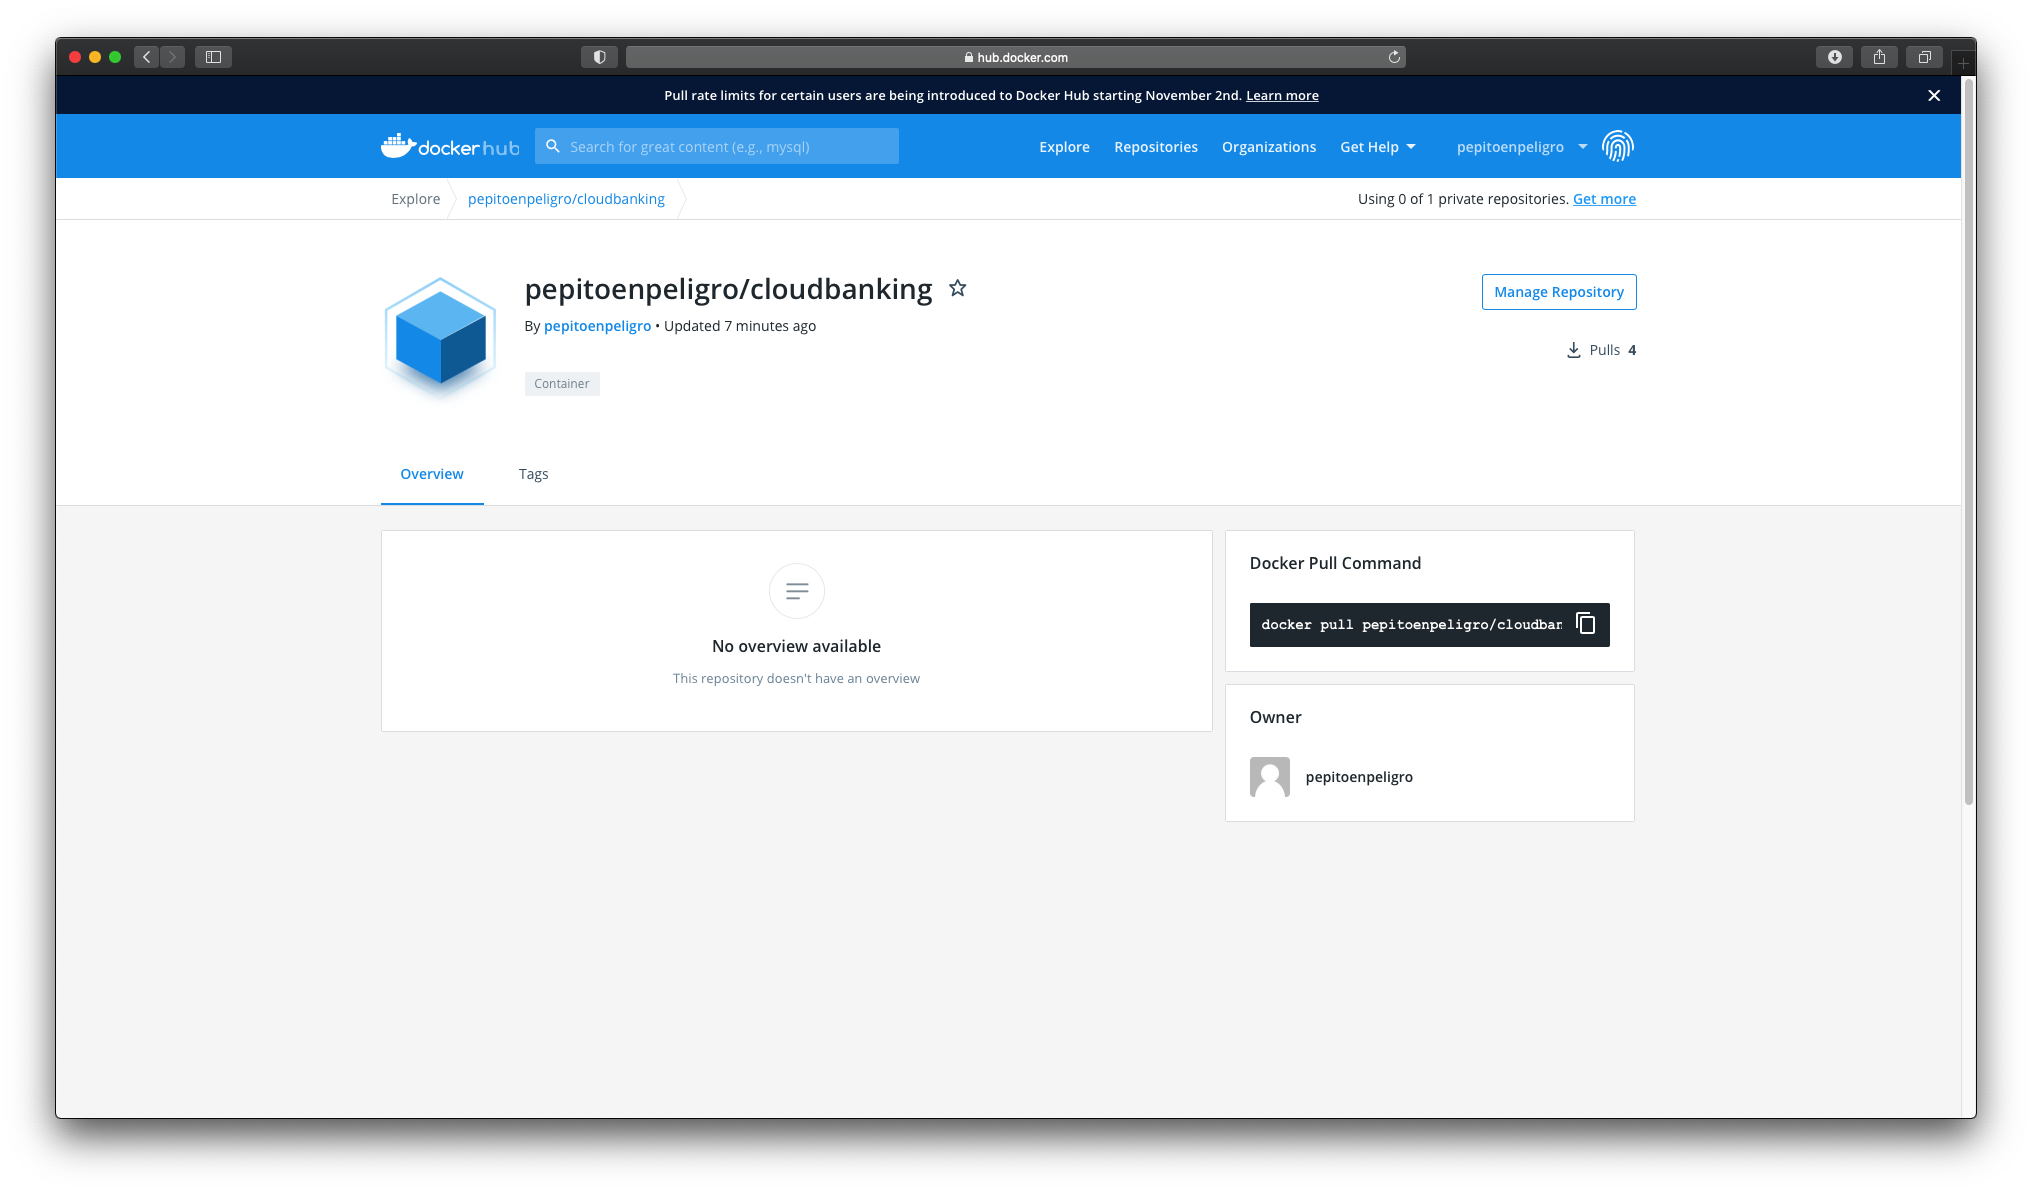 hub.docker.com
Pull rate limits for certain users are being introduced to Docker Hub starting November 2nd. Learn more
docker hub
Search for great content (e.g., mysql)
Explore
Repositories
Organizations
Get Help
pepitoenpeligro
Explore
pepitoenpeligro/cloudbanking
Using 0 of 1 private repositories. Get more
pepitoenpeligro/cloudbanking
Manage Repository
By pepitoenpeligro • Updated 7 minutes ago
Pulls 4
Container
Overview
Tags
No overview available
This repository doesn't have an overview
Docker Pull Command
docker pull pepitoenpeligro/cloudban
Owner
pepitoenpeligro